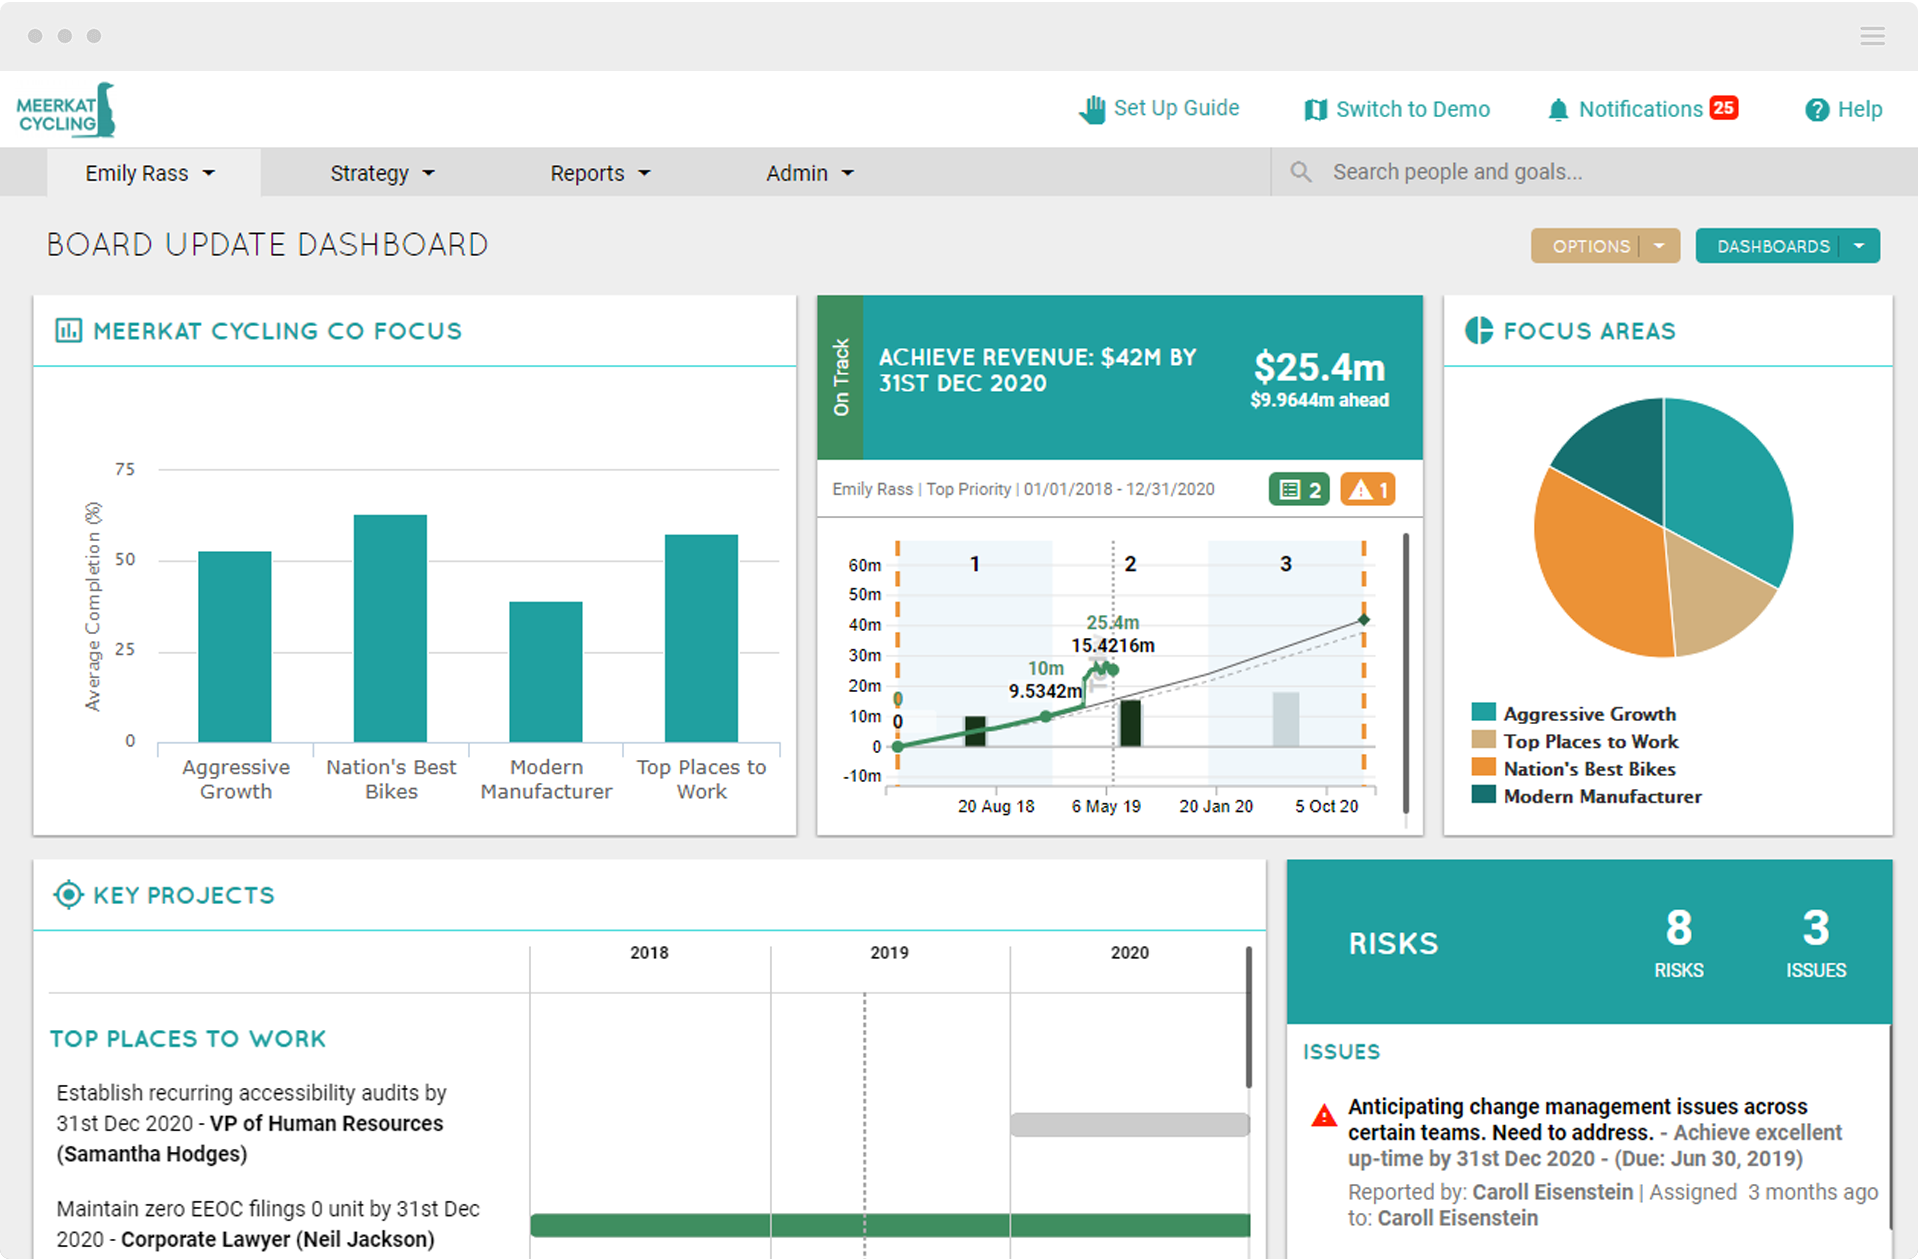 MEERKAT
CYCLING
Set Up Guide
Switch to Demo
Notifications 25
Help
Emily Rass
Strategy
Reports
Admin
Search people and goals...
BOARD UPDATE DASHBOARD
OPTIONS
DASHBOARDS
MEERKAT CYCLING CO FOCUS
Average Completion (%)
75
50
25
0
Aggressive
Growth
Nation's Best
Bikes
Modern
Manufacturer
Top Places to
Work
On Track
ACHIEVE REVENUE: $42M BY
31ST DEC 2020
$25.4m
$9.9644m ahead
Emily Rass | Top Priority | 01/01/2018 - 12/31/2020
2
1
60m
50m
40m
30m
20m
10m
0
-10m
1
2
3
25.4m
15.4216m
10m
9.5342m
0
0
20 Aug 18
6 May 19
20 Jan 20
5 Oct 20
FOCUS AREAS
Aggressive Growth
Top Places to Work
Nation's Best Bikes
Modern Manufacturer
KEY PROJECTS
2018
2019
2020
TOP PLACES TO WORK
Establish recurring accessibility audits by
31st Dec 2020 - VP of Human Resources
(Samantha Hodges)
Maintain zero EEOC filings 0 unit by 31st Dec
2020 - Corporate Lawyer (Neil Jackson)
RISKS
8
RISKS
3
ISSUES
ISSUES
Anticipating change management issues across
certain teams. Need to address. - Achieve excellent
up-time by 31st Dec 2020 - (Due: Jun 30, 2019)
Reported by: Caroll Eisenstein | Assigned 3 months ago
to: Caroll Eisenstein